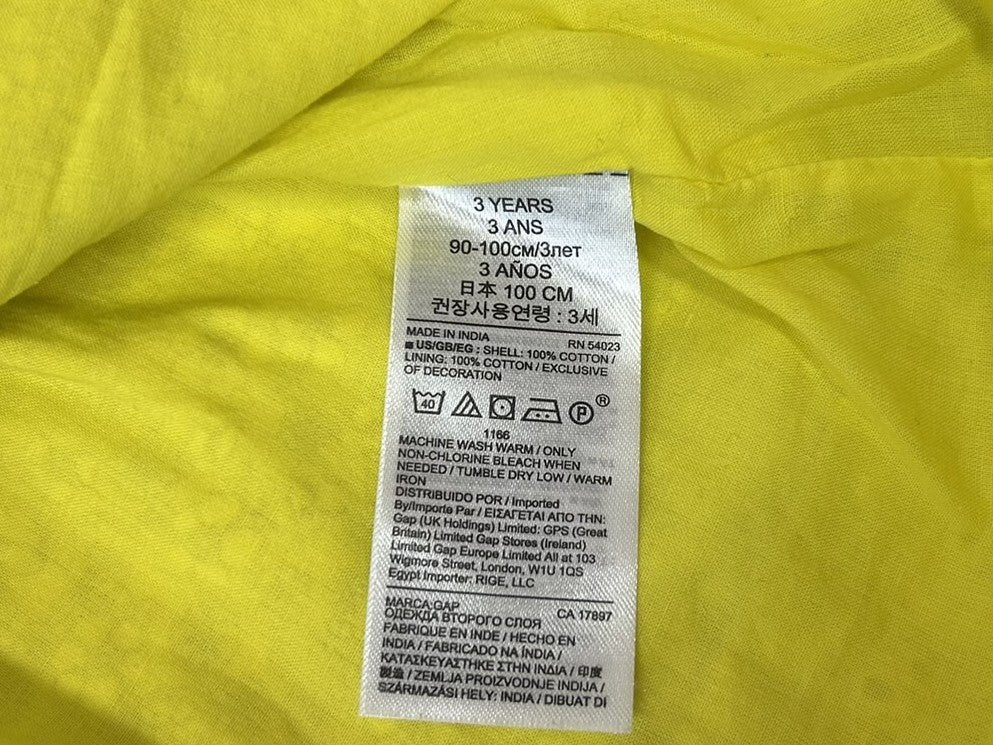 3 YEARS
3 ANS
90-100см/3лет
3 AÑOS
日本 100 CM
권장사용연령 : 3세
MADE IN INDIA RN 54023
US/GB/EG : SHELL: 100% COTTON /
LINING: 100% COTTON / EXCLUSIVE
OF DECORATION
40 P ®
1166
MACHINE WASH WARM / ONLY
NON-CHLORINE BLEACH WHEN
NEEDED / TUMBLE DRY LOW / WARM
IRON
DISTRIBUIDO POR / Imported
By/Importe Par / ΕΙΣΑΓΕΤΑΙ ΑΠΟ ΤΗΝ:
Gap (UK Holdings) Limited: GPS (Great
Britain) Limited Gap Stores (Ireland)
Limited Gap Europe Limited All at 103
Wigmore Street, London, W1U 1QS
Egypt Importer: RIGE, LLC
MARCA:GAP CA 17897
ОДЕЖДА ВТОРОГО СЛОЯ
FABRIQUE EN INDE / HECHO EN
INDIA / FABRICADO NA ÍNDIA /
ΚΑΤΑΣΚΕΥΑΣΤΗΚΕ ΣΤΗΝ ΙΝΔΙΑ / 印度
製造 / ZEMLJA PROIZVODNJE INDIJA /
SZÁRMAZÁSI HELY: INDIA / DIBUAT DI